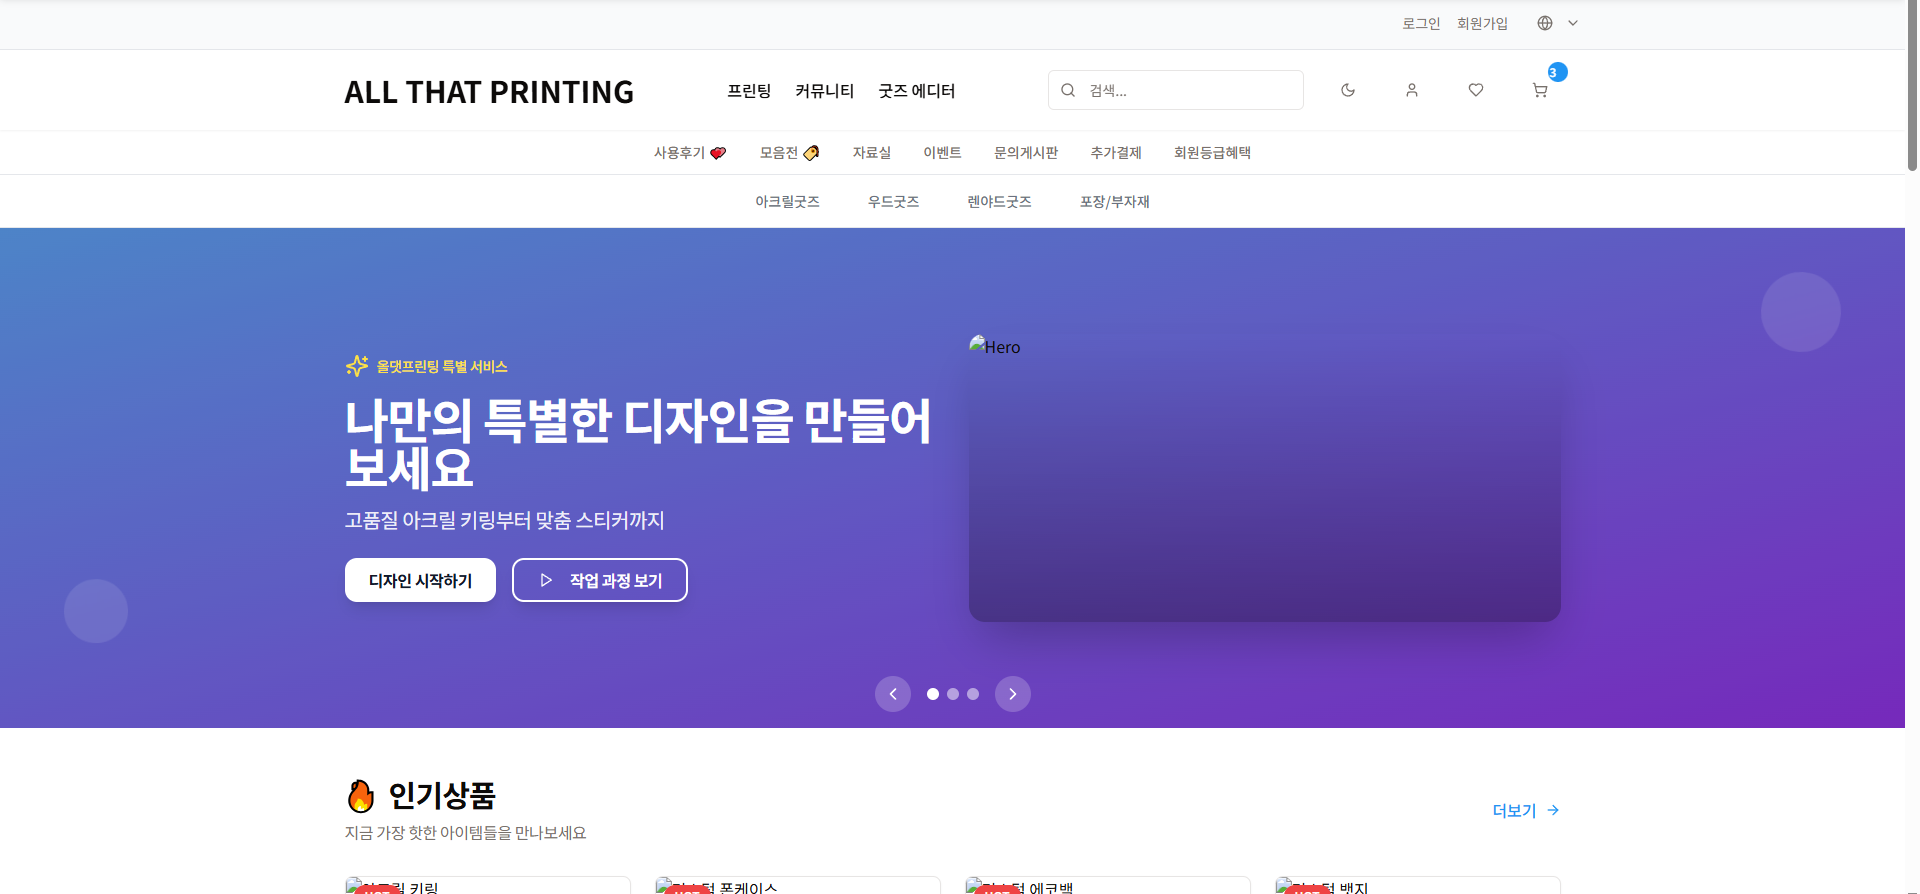 로그인 회원가입
ALL THAT PRINTING 프린팅 커뮤니티 굿즈 에디터 검색... 3
사용후기 모음전 자료실 이벤트 문의게시판 추가결제 회원등급혜택
아크릴굿즈 우드굿즈 렌야드굿즈 포장/부자재
Hero
올댓프린팅 특별 서비스
나만의 특별한 디자인을 만들어
보세요
고품질 아크릴 키링부터 맞춤 스티커까지
디자인 시작하기 작업 과정 보기
인기상품
더보기
지금 가장 핫한 아이템들을 만나보세요
키링 폰케이스 에코백 뱃지